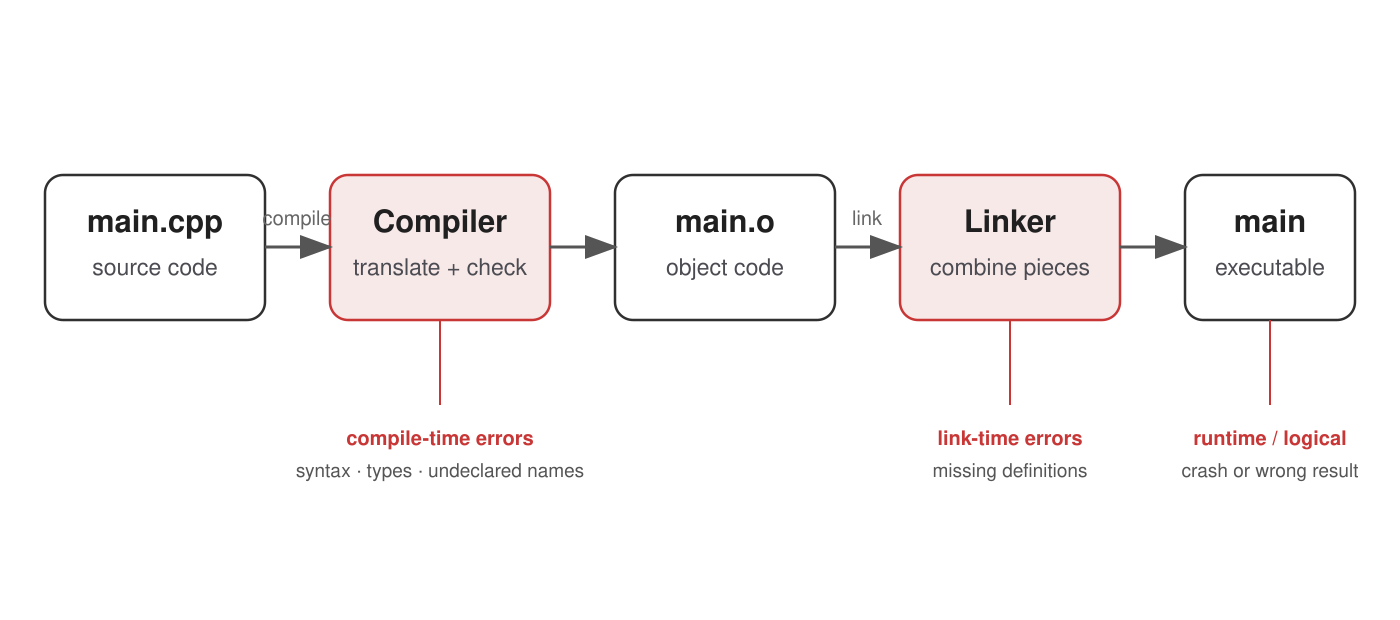 main.cpp
source code
compile
Compiler
translate + check
main.o
object code
link
Linker
combine pieces
main
executable
compile-time errors
syntax · types · undeclared names
link-time errors
missing definitions
runtime / logical
crash or wrong result